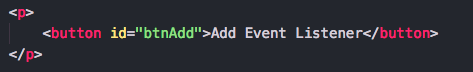 <p>
    <button id="btnAdd">Add Event Listener</button>
</p>